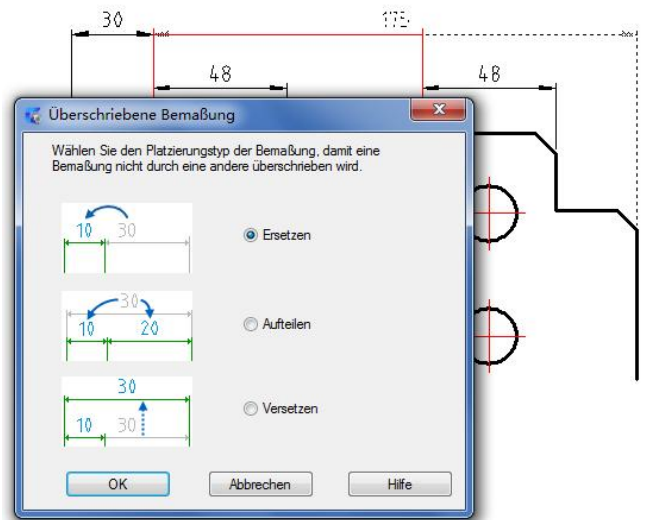 30
175
48
48
Überschriebene Bemaßung
Wählen Sie den Platzierungstyp der Bemaßung, damit eine
Bemaßung nicht durch eine andere überschrieben wird.
10 30
Ersetzen
30
10 20
Aufteilen
30
10 30
Versetzen
OK Abbrechen Hilfe